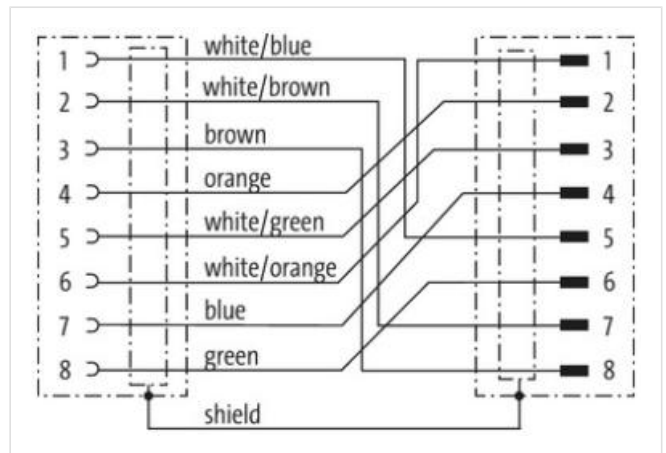 1 white/blue 1
2 white/brown 2
3 brown 3
4 orange 4
5 white/green 5
6 white/orange 6
7 blue 7
8 green 8
shield